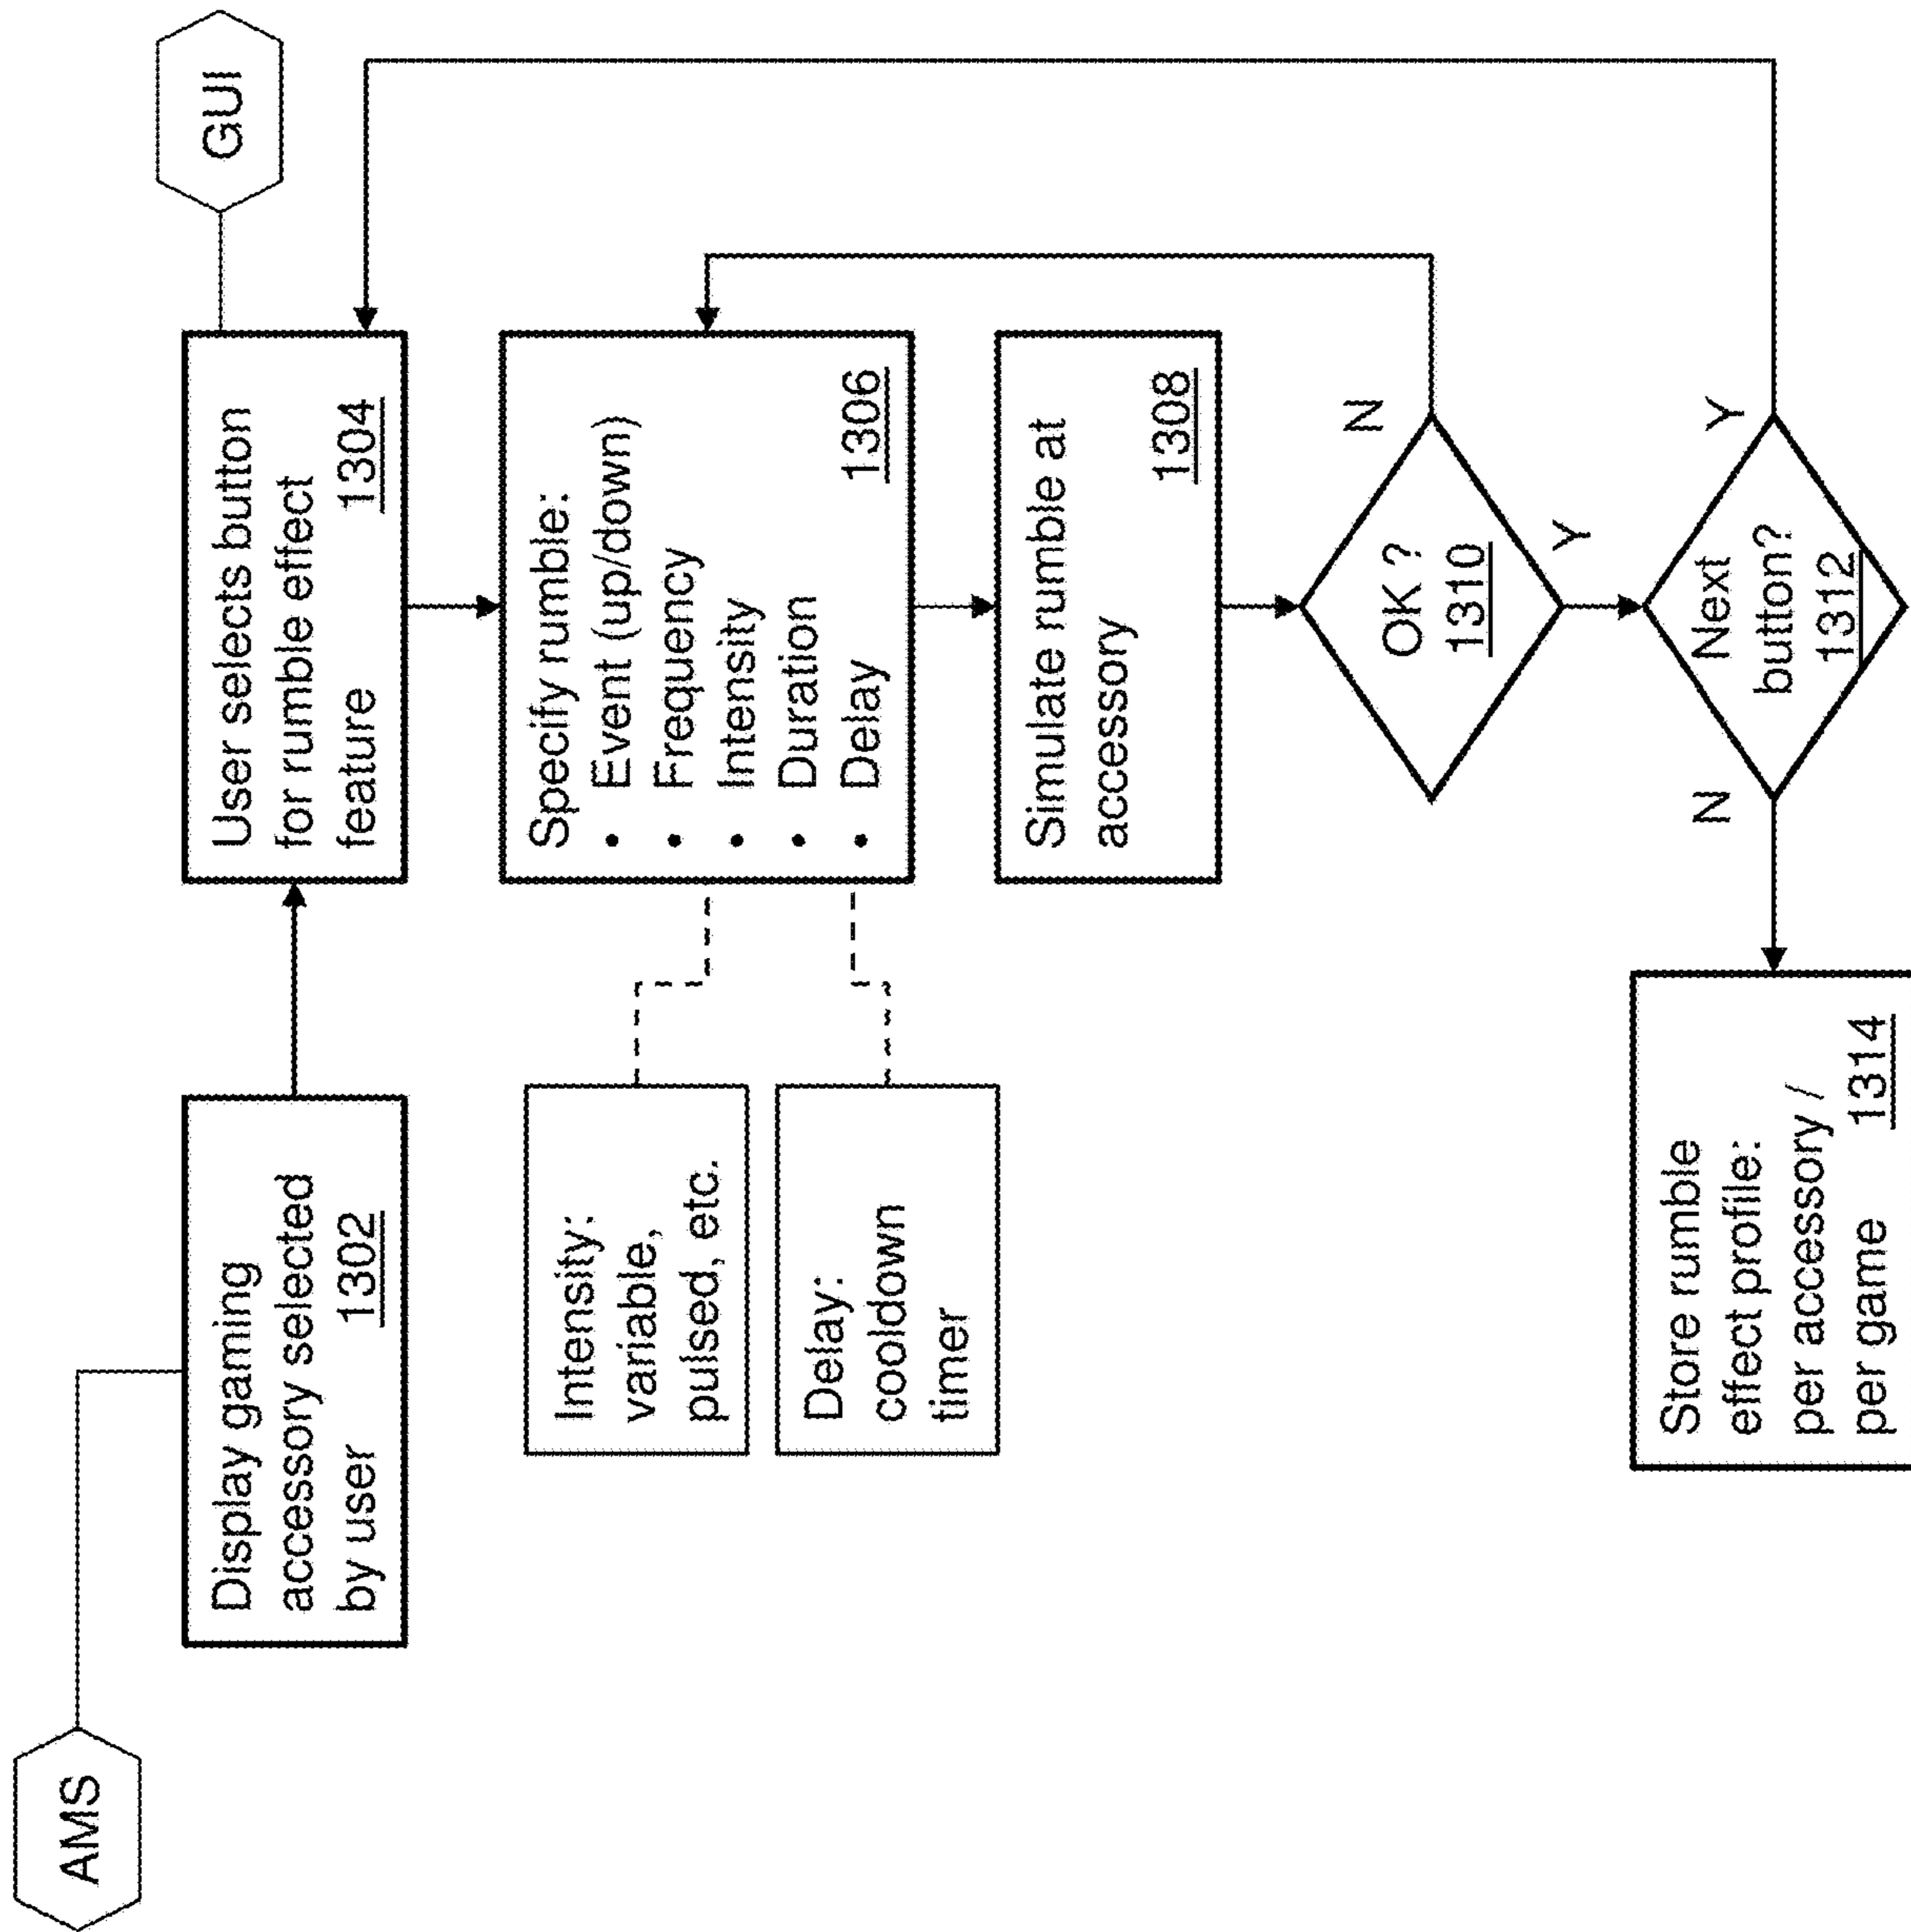 AMS
Display gaming
accessory selected
by user 1302
User selects button
for rumble effect
feature 1304
GUI
Intensity:
variable,
pulsed, etc.
Delay:
cooldown
timer
Specify rumble:
• Event (up/down)
• Frequency
• Intensity
• Duration
• Delay 1306
Simulate rumble at
accessory 1308
OK ?
1310
N
Y
Next
button?
1312
N
Y
Store rumble
effect profile:
per accessory /
per game 1314